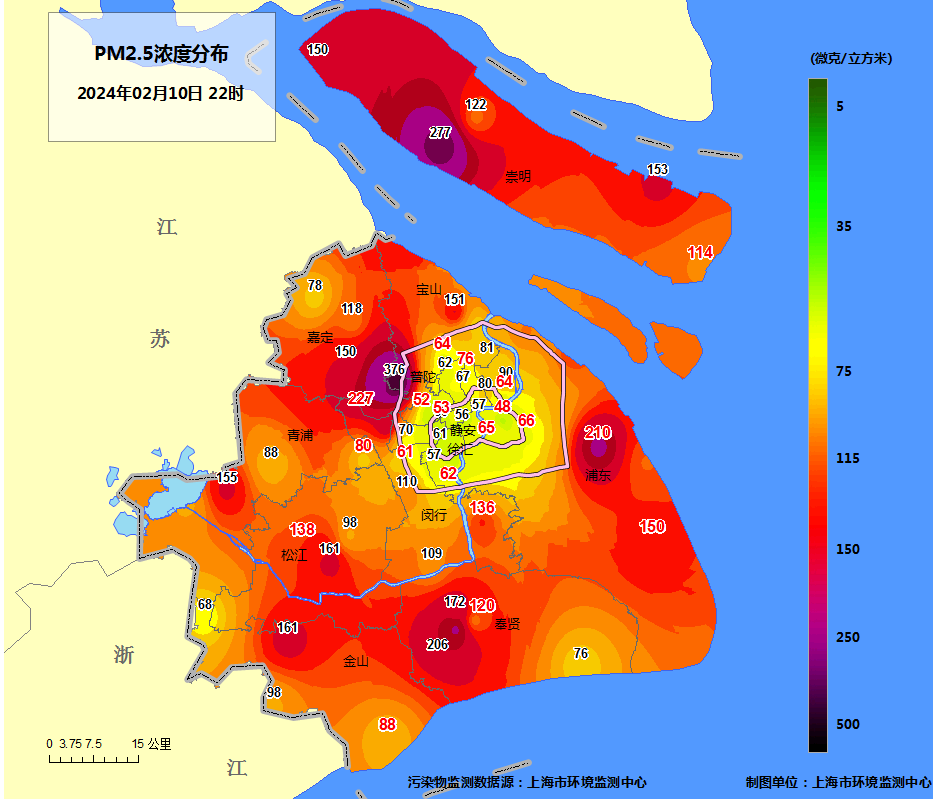 PM2.5浓度分布
2024年02月10日 22时
(微克/立方米)
150
5
122
277
153
崇明
江
35
114
78
宝山
151
118
苏
嘉定
64
81
150
76
62
376
普陀
67
90
75
80
64
227
52
53
57
48
56
66
70
65
210
青浦
61
静安
80
88
61
徐汇
57
115
155
62
浦东
110
136
闵行
98
150
138
150
松江
161
109
68
172
120
161
奉贤
250
206
浙
金山
76
98
88
500
0 3.75 7.5 15 公里
江
污染物监测数据源：上海市环境监测中心
制图单位：上海市环境监测中心